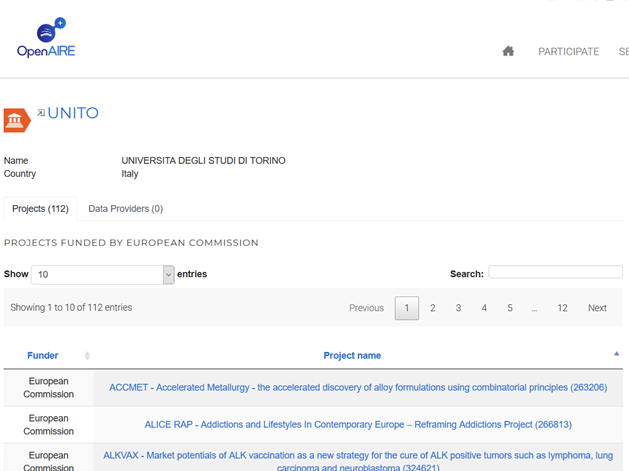 OpenAIRE
PARTICIPATE
UNITO
Name UNIVERSITA DEGLI STUDI DI TORINO
Country Italy
Projects (112) Data Providers (0)
PROJECTS FUNDED BY EUROPEAN COMMISSION
Show 10 entries Search:
Showing 1 to 10 of 112 entries Previous 1 2 3 4 5 ... 12 Next
Funder Project name
European
Commission
ACCMET - Accelerated Metallurgy - the accelerated discovery of alloy formulations using combinatorial principles (263206)
European
Commission
ALICE RAP - Addictions and Lifestyles In Contemporary Europe – Reframing Addictions Project (266813)
European
Commission
ALKVAX - Market potentials of ALK vaccination as a new strategy for the cure of ALK positive tumors such as lymphoma, lung
carcinoma and neuroblastoma (324621)